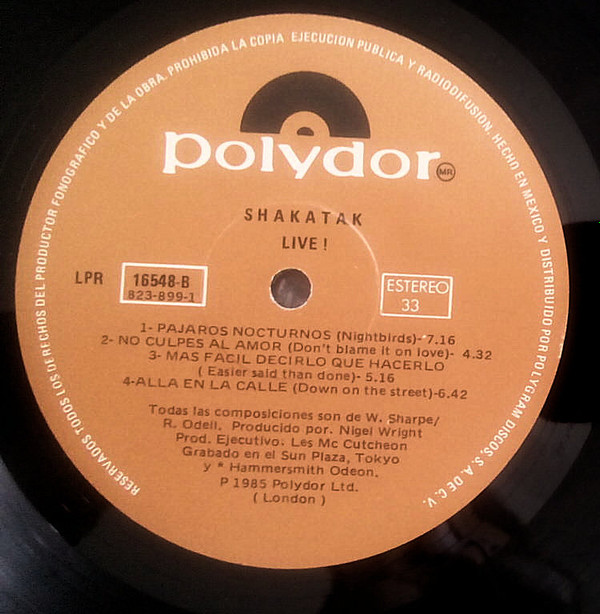 RESERVADOS TODOS LOS DERECHOS DEL PRODUCTOR FONOGRAFICO Y DE LA OBRA. PROHIBIDA LA COPIA EJECUCION PUBLICA Y RADIODIFUSION. HECHO EN MEXICO Y DISTRIBUIDO POR POLYGRAM DISCOS, S. A. DE C. V.
polydor MR
SHAKATAK
LIVE !
LPR 16548-B
823-899-1
ESTEREO
33
1- PAJAROS NOCTURNOS (Nightbirds)- 7.16
2- NO CULPES AL AMOR (Don't blame it on love)- 4.32
3- MAS FACIL DECIRLO QUE HACERLO
( Easier said than done) - 5.16
4-ALLA EN LA CALLE (Down on the street)-6.42
Todas las composiciones son de W. Sharpe/
R. Odell. Producido por. Nigel Wright
Prod. Ejecutivo. Les Mc Cutcheon
Grabado en el Sun Plaza, Tokyo
y * Hammersmith Odeon.
P 1985 Polydor Ltd.
( London )